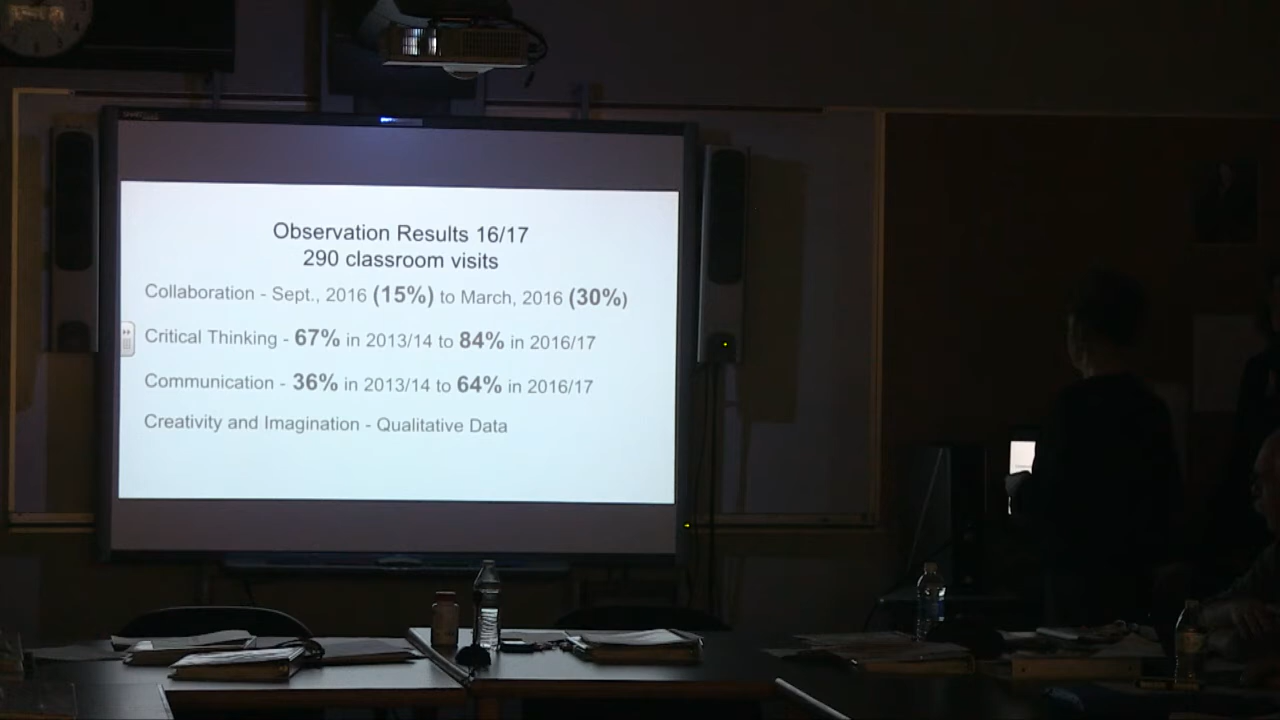 Observation Results 16/17
290 classroom visits
Collaboration - Sept., 2016 (15%) to March, 2016 (30%)
Critical Thinking - 67% in 2013/14 to 84% in 2016/17
Communication - 36% in 2013/14 to 64% in 2016/17
Creativity and Imagination - Qualitative Data